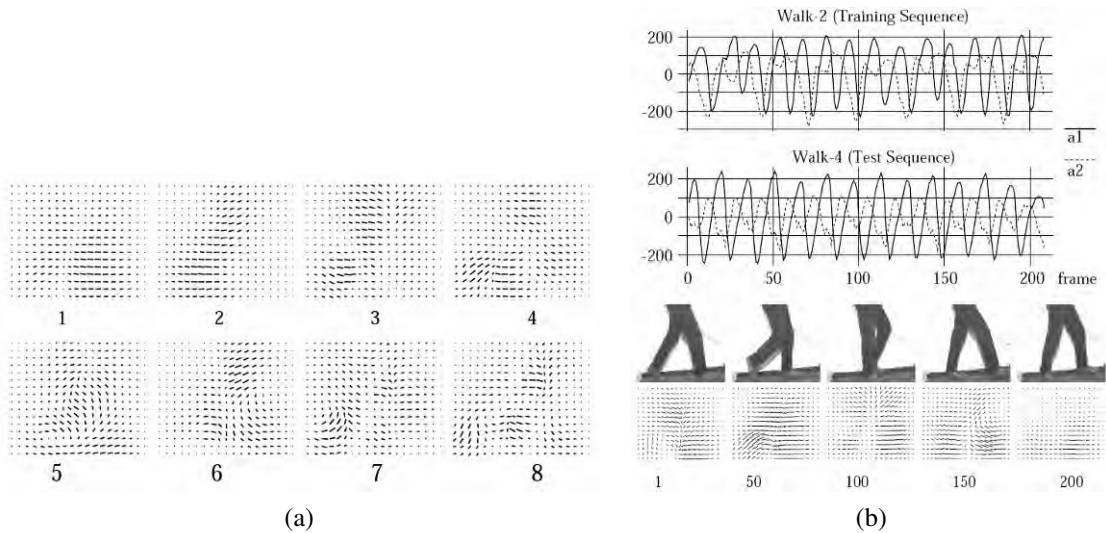 1 2 3 4
5 6 7 8
(a)
Walk-2 (Training Sequence)
200
0
-200
a1
a2
Walk-4 (Test Sequence)
200
0
-200
0 50 100 150 200 frame
1 50 100 150 200
(b)